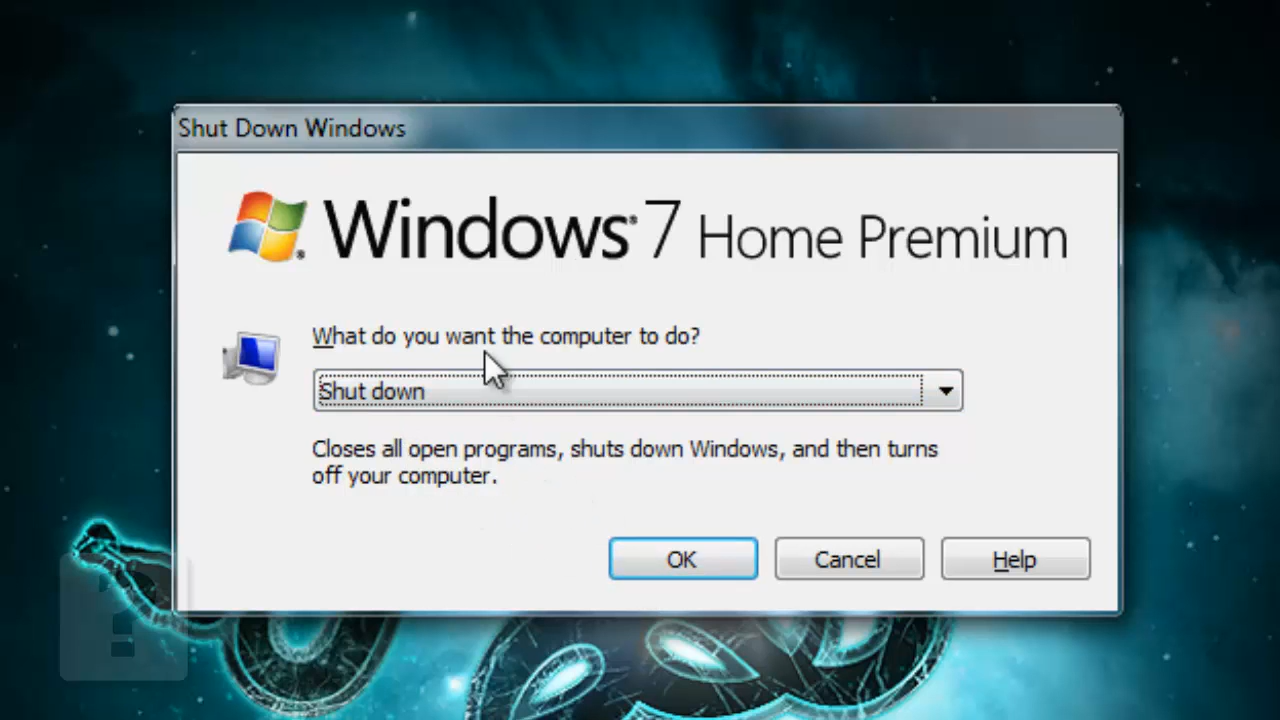 Shut Down Windows
Windows® 7 Home Premium
What do you want the computer to do?
Shut down
Closes all open programs, shuts down Windows, and then turns
off your computer.
OK Cancel Help